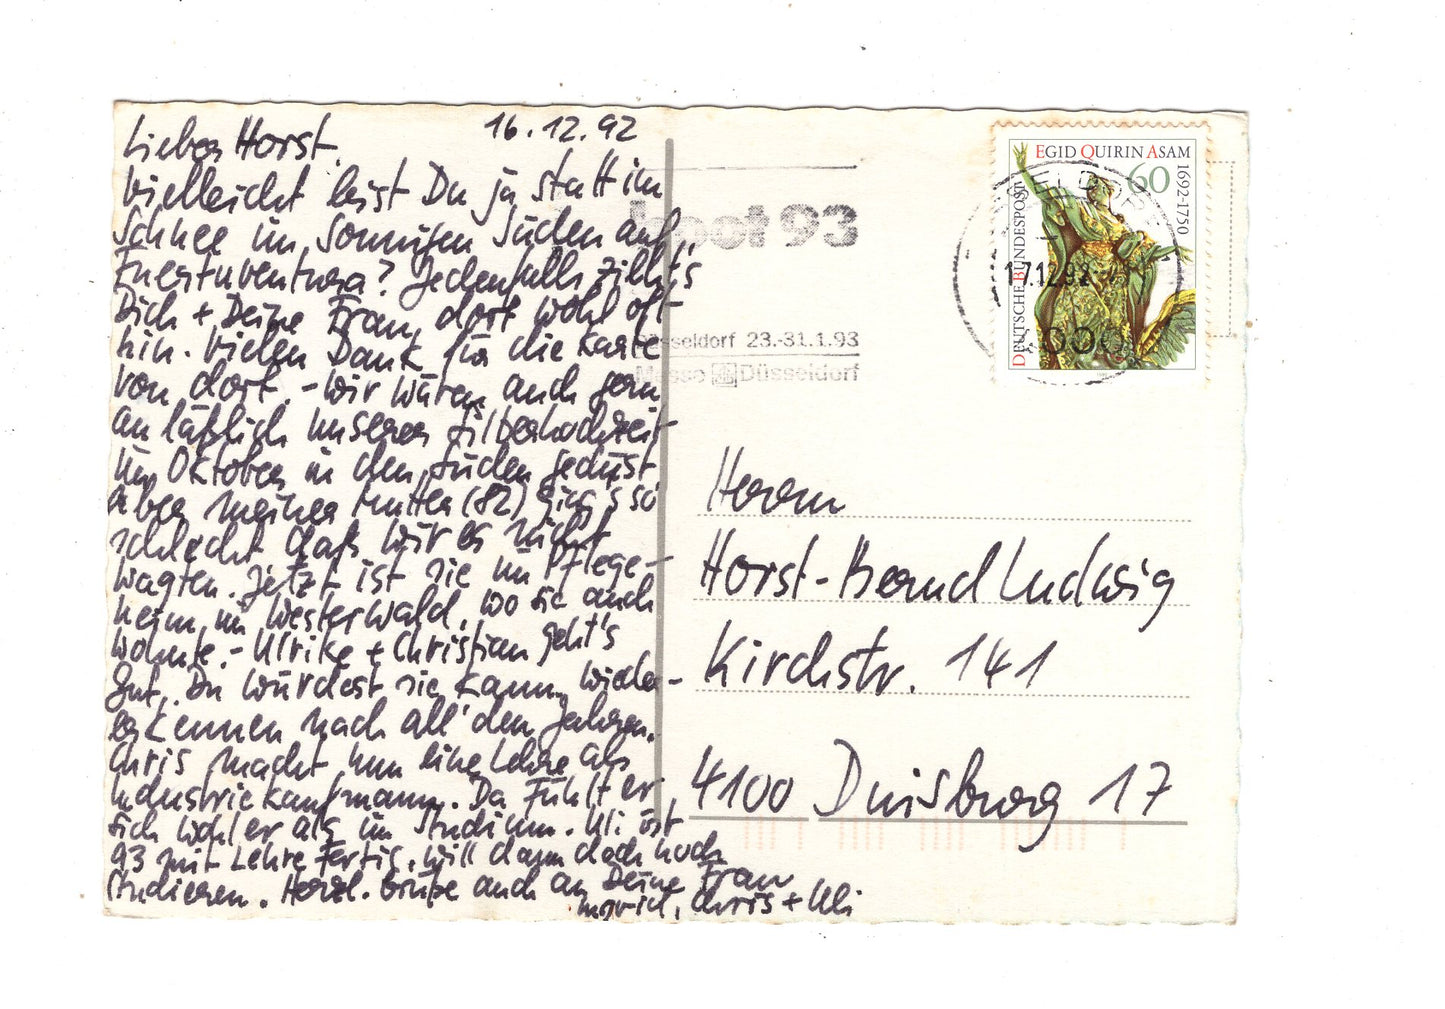 16.12.92
Lieber Horst.
Vielleicht liest Du ja statt im
Schnee im sonnigen Süden auf
Fuerstuventura? Jedenfalls zieht's
Dich + Deine Frau dort wohl oft
hin. Vielen Dank für die Karte
von dort. - Wir wären auch gern
anläßlich unserer Silberhochzeit
im Oktober in den Süden gedüst
aber meiner Mutter (82) ging's so
schlecht daß wir es nicht
wagten. Jetzt ist sie im Pflege-
heim im Westerwald, wo sie auch
wohnte. - Ulrike + Christian geht's
gut. Du würdest sie kaum wieder-
erkennen nach all' den Jahren.
Chris macht nun eine Lehre als
Industriekaufmann. Da fühlt er
sich wohler als im Studium. Uli ist
93 mit Lehre fertig, will dann doch noch
studieren. Herzl. Grüße auch an Deine Frau
Chris + Uli
boot 93
Düsseldorf 23.-31.1.93
Messe Düsseldorf
EGID QUIRIN ASAM
1692-1750
60
DEUTSCHE BUNDESPOST
17.12.92
Herrn
Horst-Bernd Ludwig
Kirchstr. 141
4100 Duisburg 17